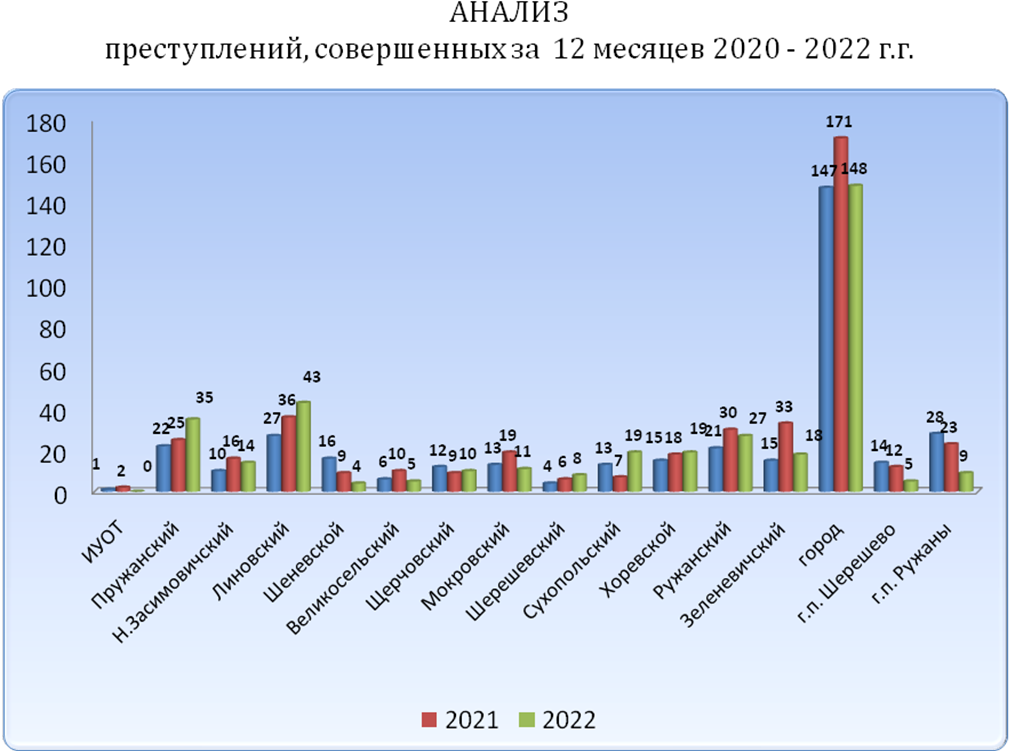 АНАЛИЗ
преступлений, совершенных за 12 месяцев 2020 - 2022 г.г.
180
160
140
120
100
80
60
40
20
0
1 2 0
22 25 35
10 16 14
27 36 43
16 9 4
6 10 5
12 9 10
13 19 11
4 6 8
13 7 19
15 18 19
21 30 27
15 33 18
147 171 148
14 12 5
28 23 9
ИУОТ
Пружанский
Н.Засимовичский
Линовский
Шеневской
Великосельский
Щерчовский
Мокровский
Шерешевский
Сухопольский
Хоревской
Ружанский
Зеленевичский
город
г.п. Шерешево
г.п. Ружаны
2021 2022